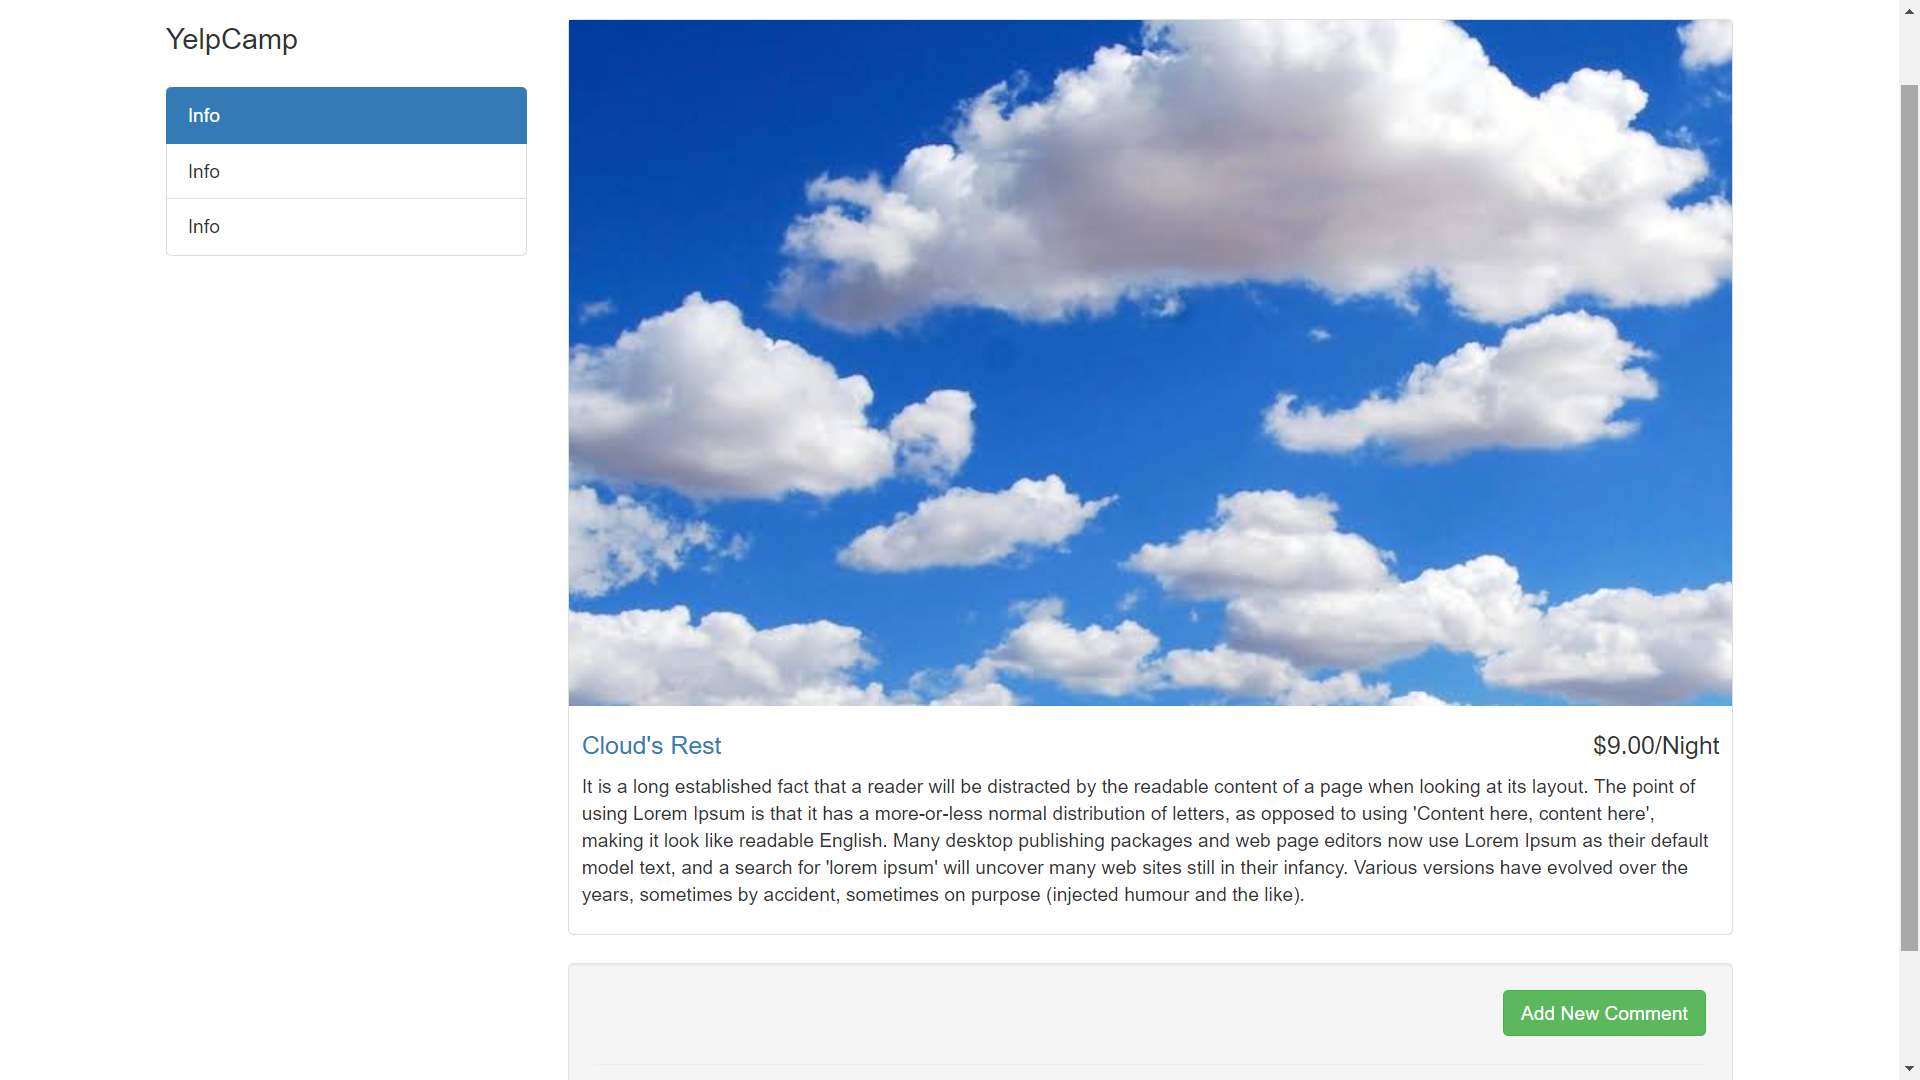 YelpCamp
Info
Info
Info
Cloud's Rest
$9.00/Night
It is a long established fact that a reader will be distracted by the readable content of a page when looking at its layout. The point of
using Lorem Ipsum is that it has a more-or-less normal distribution of letters, as opposed to using 'Content here, content here',
making it look like readable English. Many desktop publishing packages and web page editors now use Lorem Ipsum as their default
model text, and a search for 'lorem ipsum' will uncover many web sites still in their infancy. Various versions have evolved over the
years, sometimes by accident, sometimes on purpose (injected humour and the like).
Add New Comment